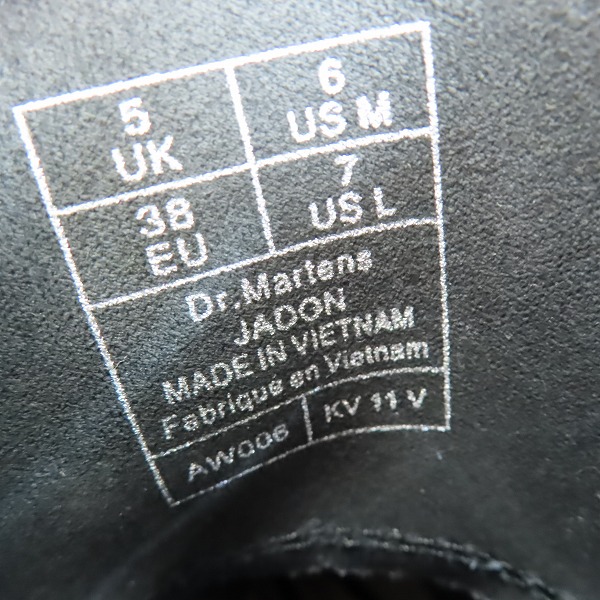 5
UK
6
US M
38
EU
7
US L
Dr.Martens
JADON
MADE IN VIETNAM
Fabriqué en Vietnam
AW006
KV 11 V